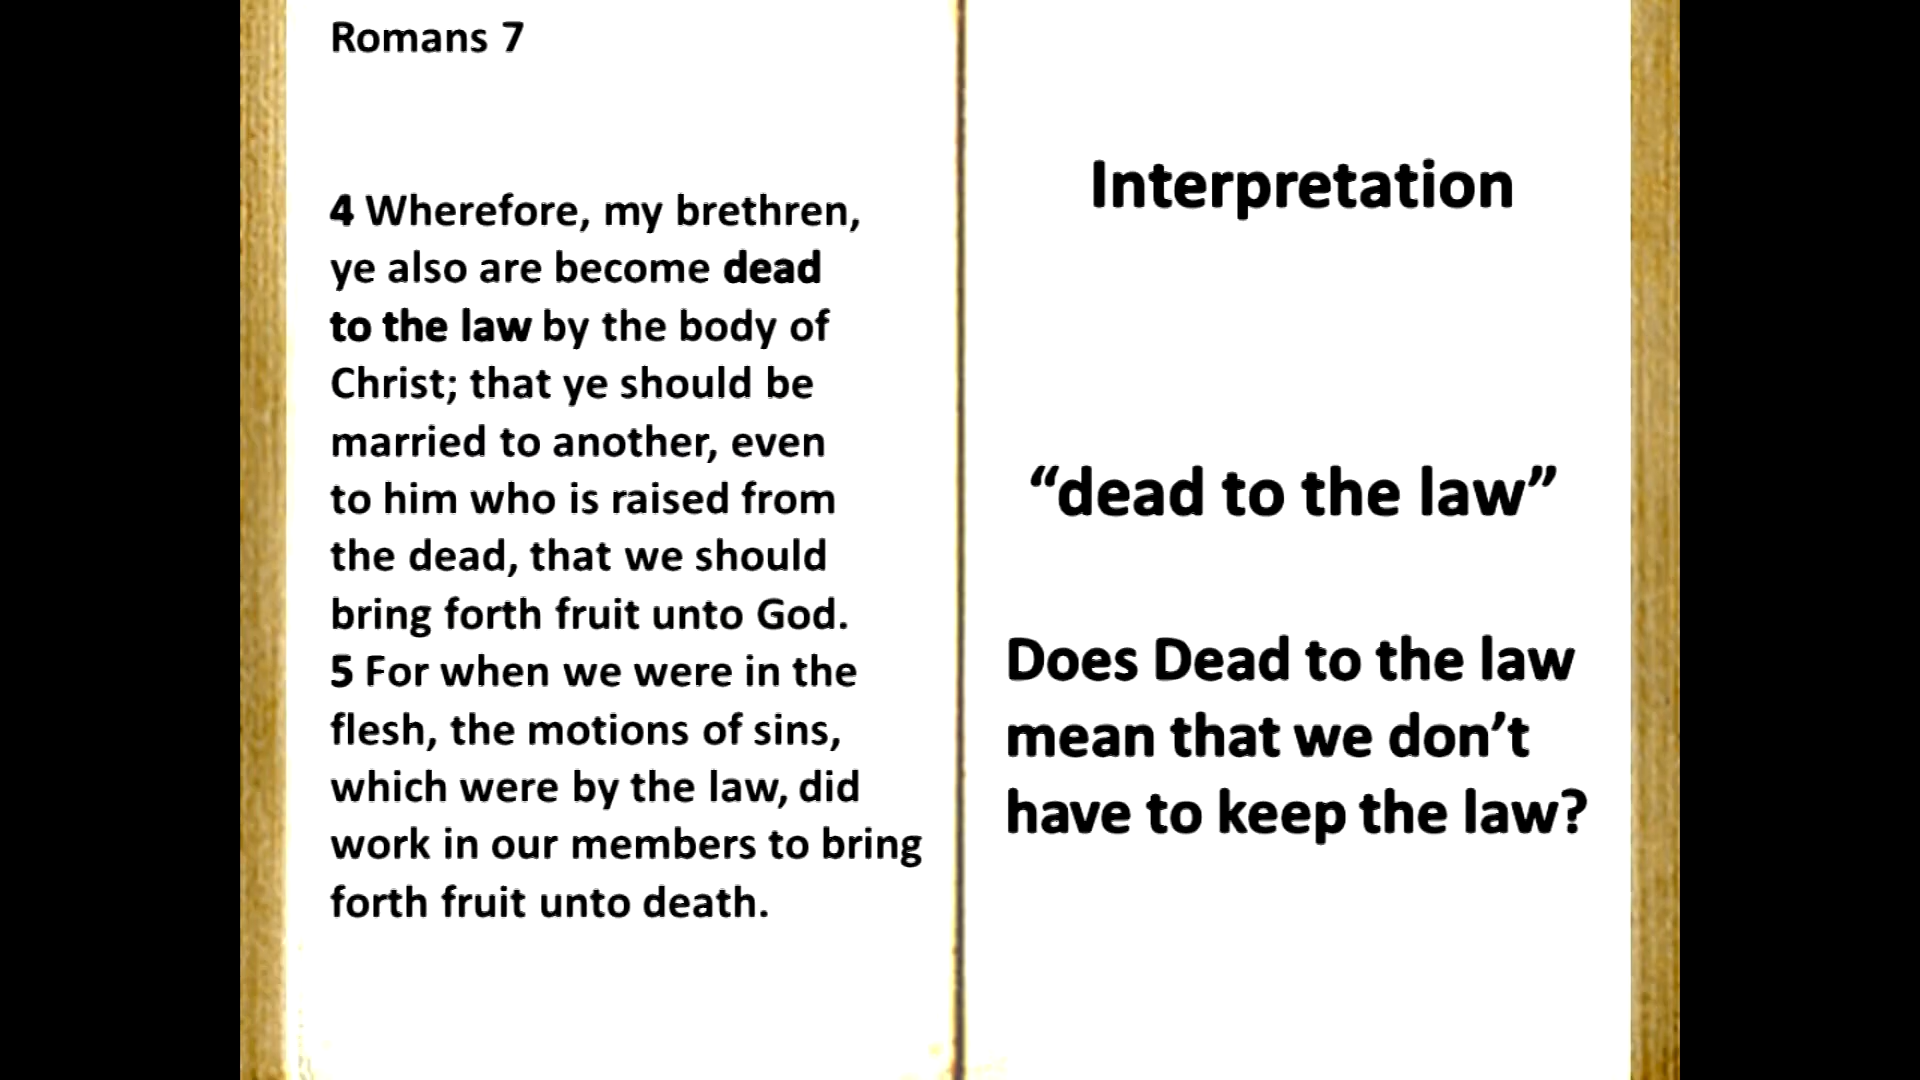 Romans 7
4 Wherefore, my brethren,
ye also are become dead
to the law by the body of
Christ; that ye should be
married to another, even
to him who is raised from
the dead, that we should
bring forth fruit unto God.
5 For when we were in the
flesh, the motions of sins,
which were by the law, did
work in our members to bring
forth fruit unto death.
Interpretation
“dead to the law”
Does Dead to the law
mean that we don’t
have to keep the law?